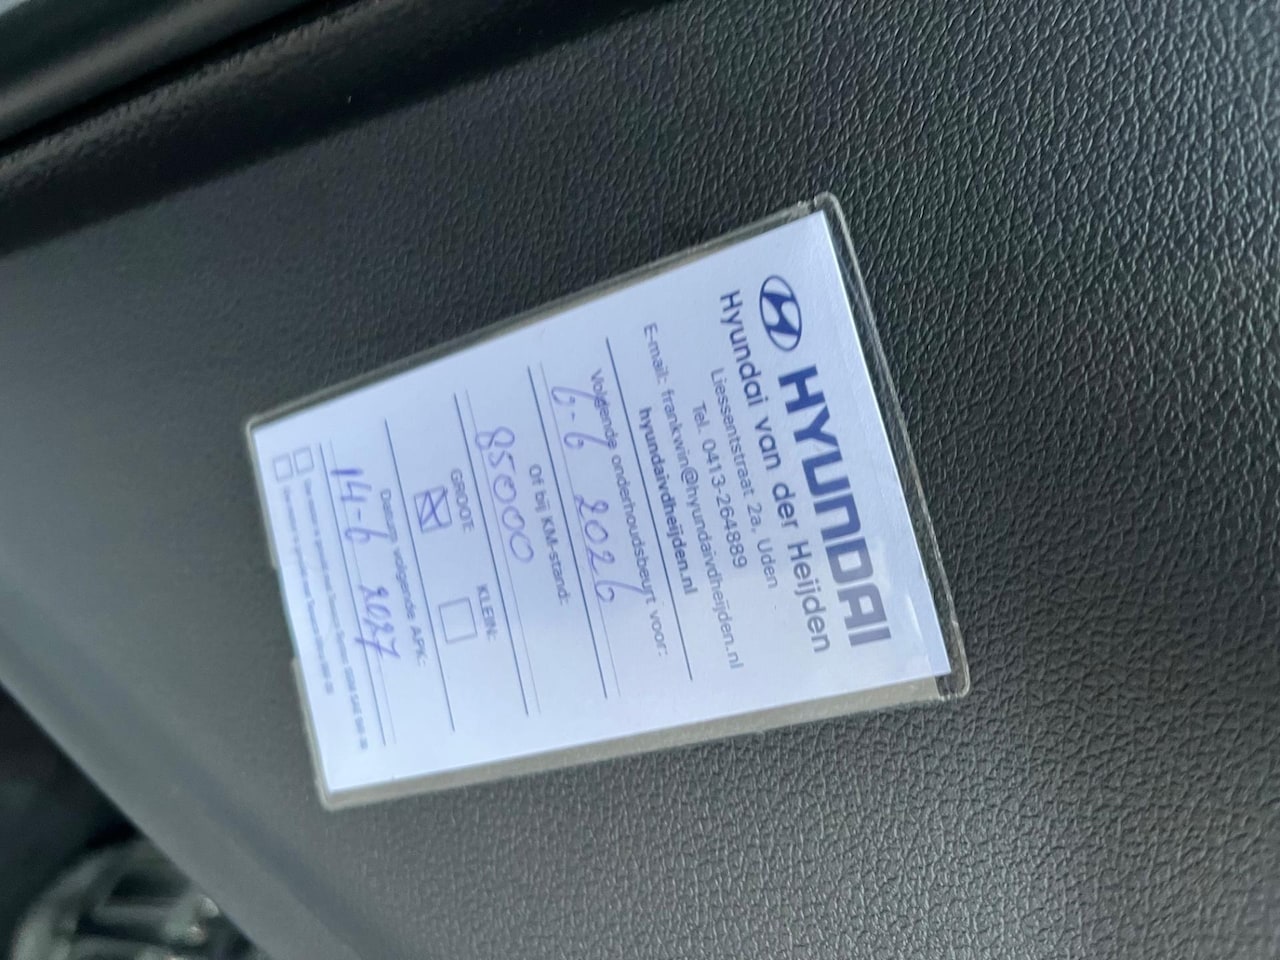 HYUNDAI
Hyundai van der Heijden
Liessentstraat 2a, Uden
Tel. 0413-264889
E-mail: frankwin@hyundaivdheijden.nl
hyundaivdheijden.nl
Volgende onderhoudsbeurt voor:
6-6 2026
Of bij KM-stand:
85000
GROOT: KLEIN:
Datum volgende APK:
14-6 2027